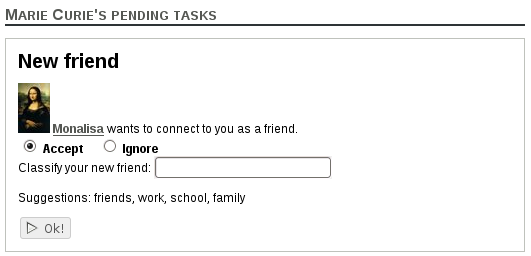 Marie Curie's pending tasks
New friend
Monalisa wants to connect to you as a friend.
Accept Ignore
Classify your new friend:
Suggestions: friends, work, school, family
Ok!